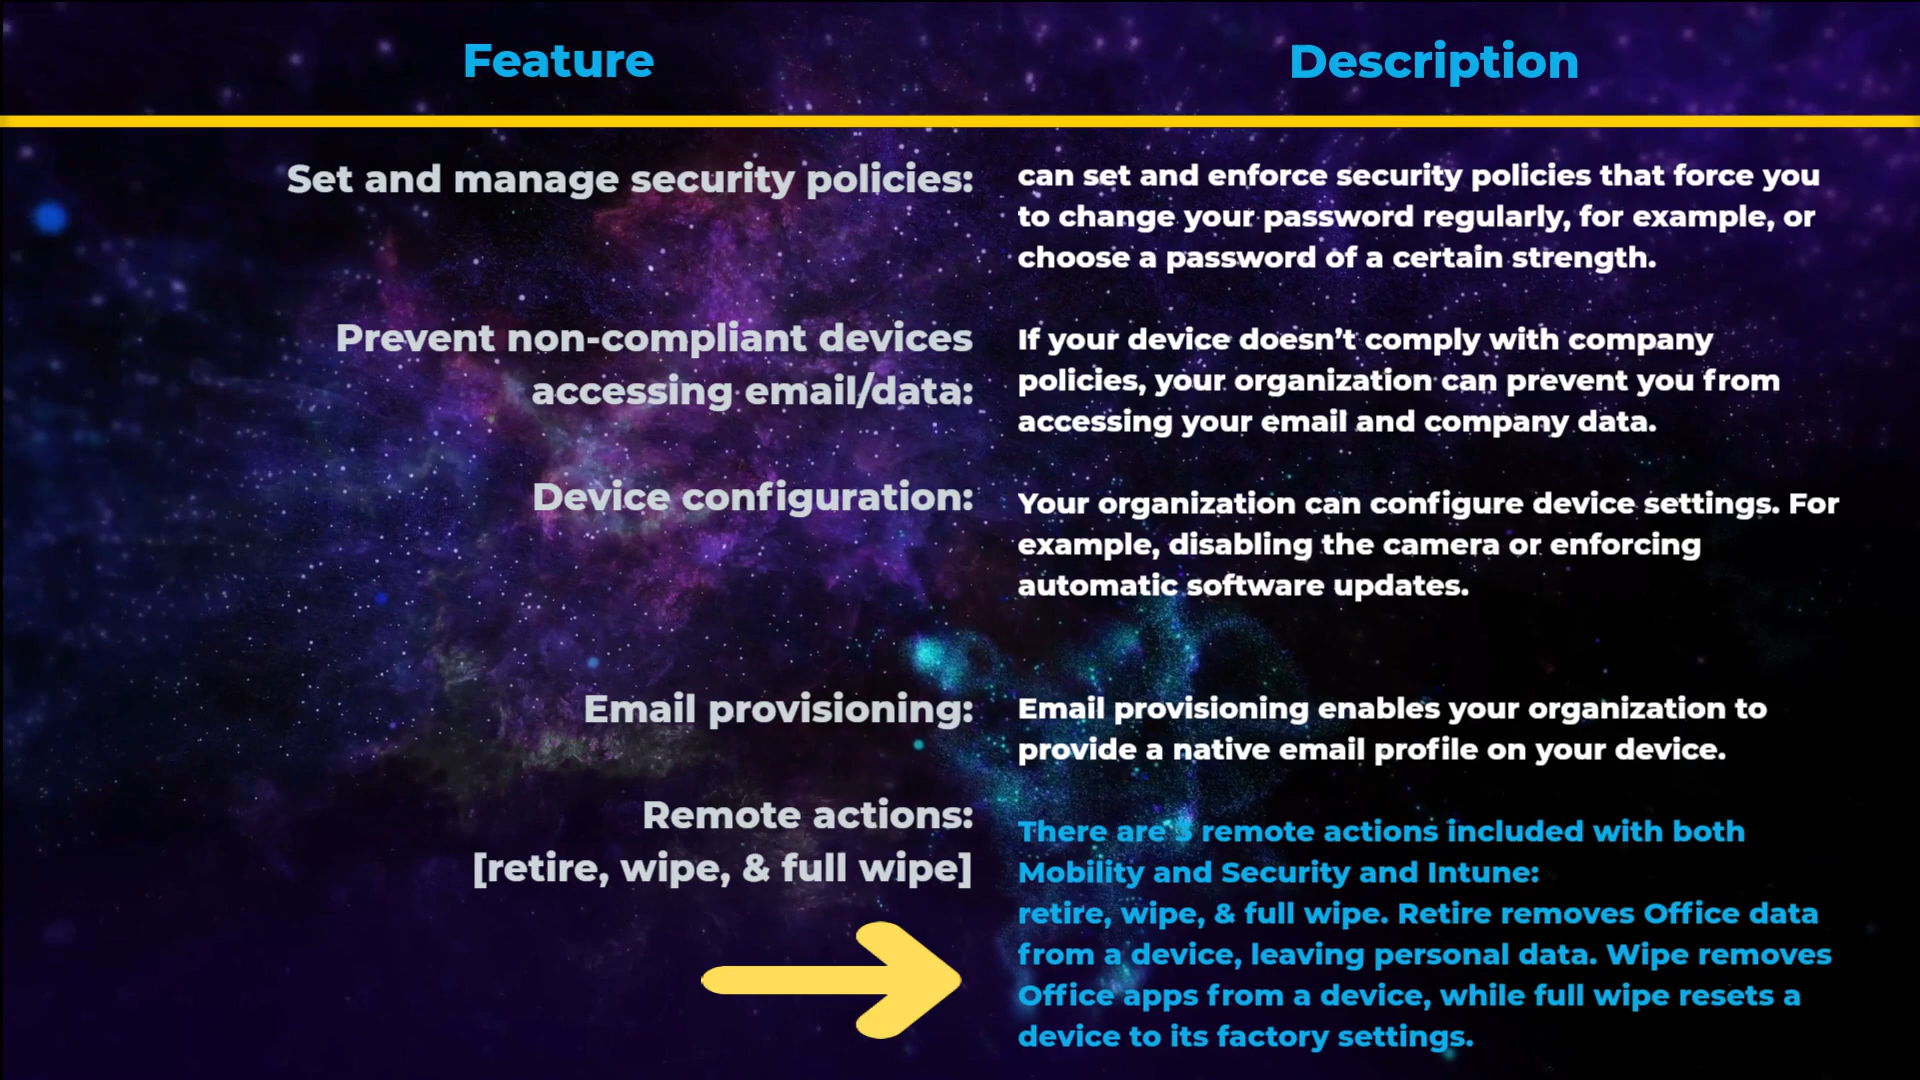 Feature
Description
Set and manage security policies:
can set and enforce security policies that force you
to change your password regularly, for example, or
choose a password of a certain strength.
Prevent non-compliant devices
accessing email/data:
If your device doesn’t comply with company
policies, your organization can prevent you from
accessing your email and company data.
Device configuration:
Your organization can configure device settings. For
example, disabling the camera or enforcing
automatic software updates.
Email provisioning:
Email provisioning enables your organization to
provide a native email profile on your device.
Remote actions:
[retire, wipe, & full wipe]
There are 3 remote actions included with both
Mobility and Security and Intune:
retire, wipe, & full wipe. Retire removes Office data
from a device, leaving personal data. Wipe removes
Office apps from a device, while full wipe resets a
device to its factory settings.